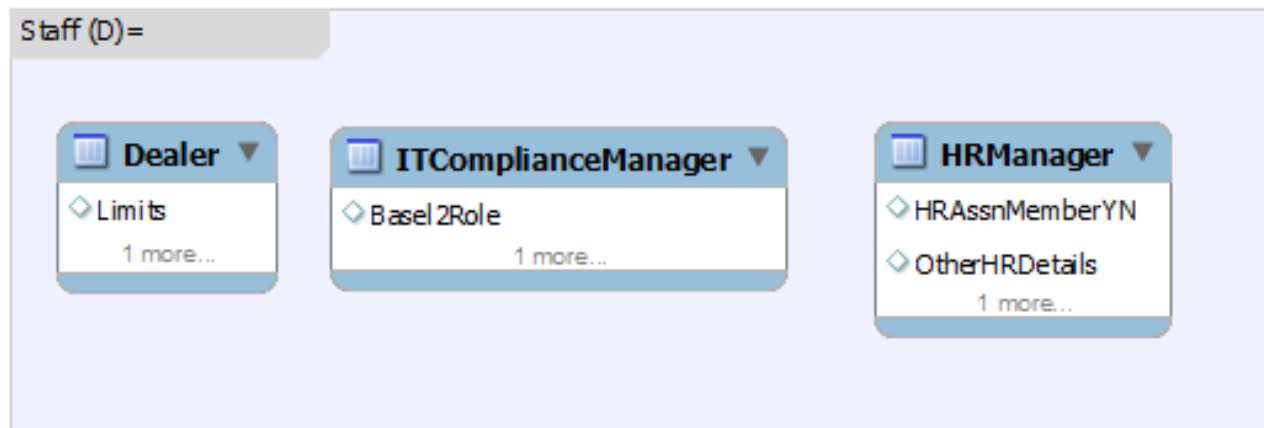 Staff (D)=
Dealer
Limits
1 more...
ITComplianceManager
Basel2Role
1 more...
HRManager
HRAssnMemberYN
OtherHRDetails
1 more...